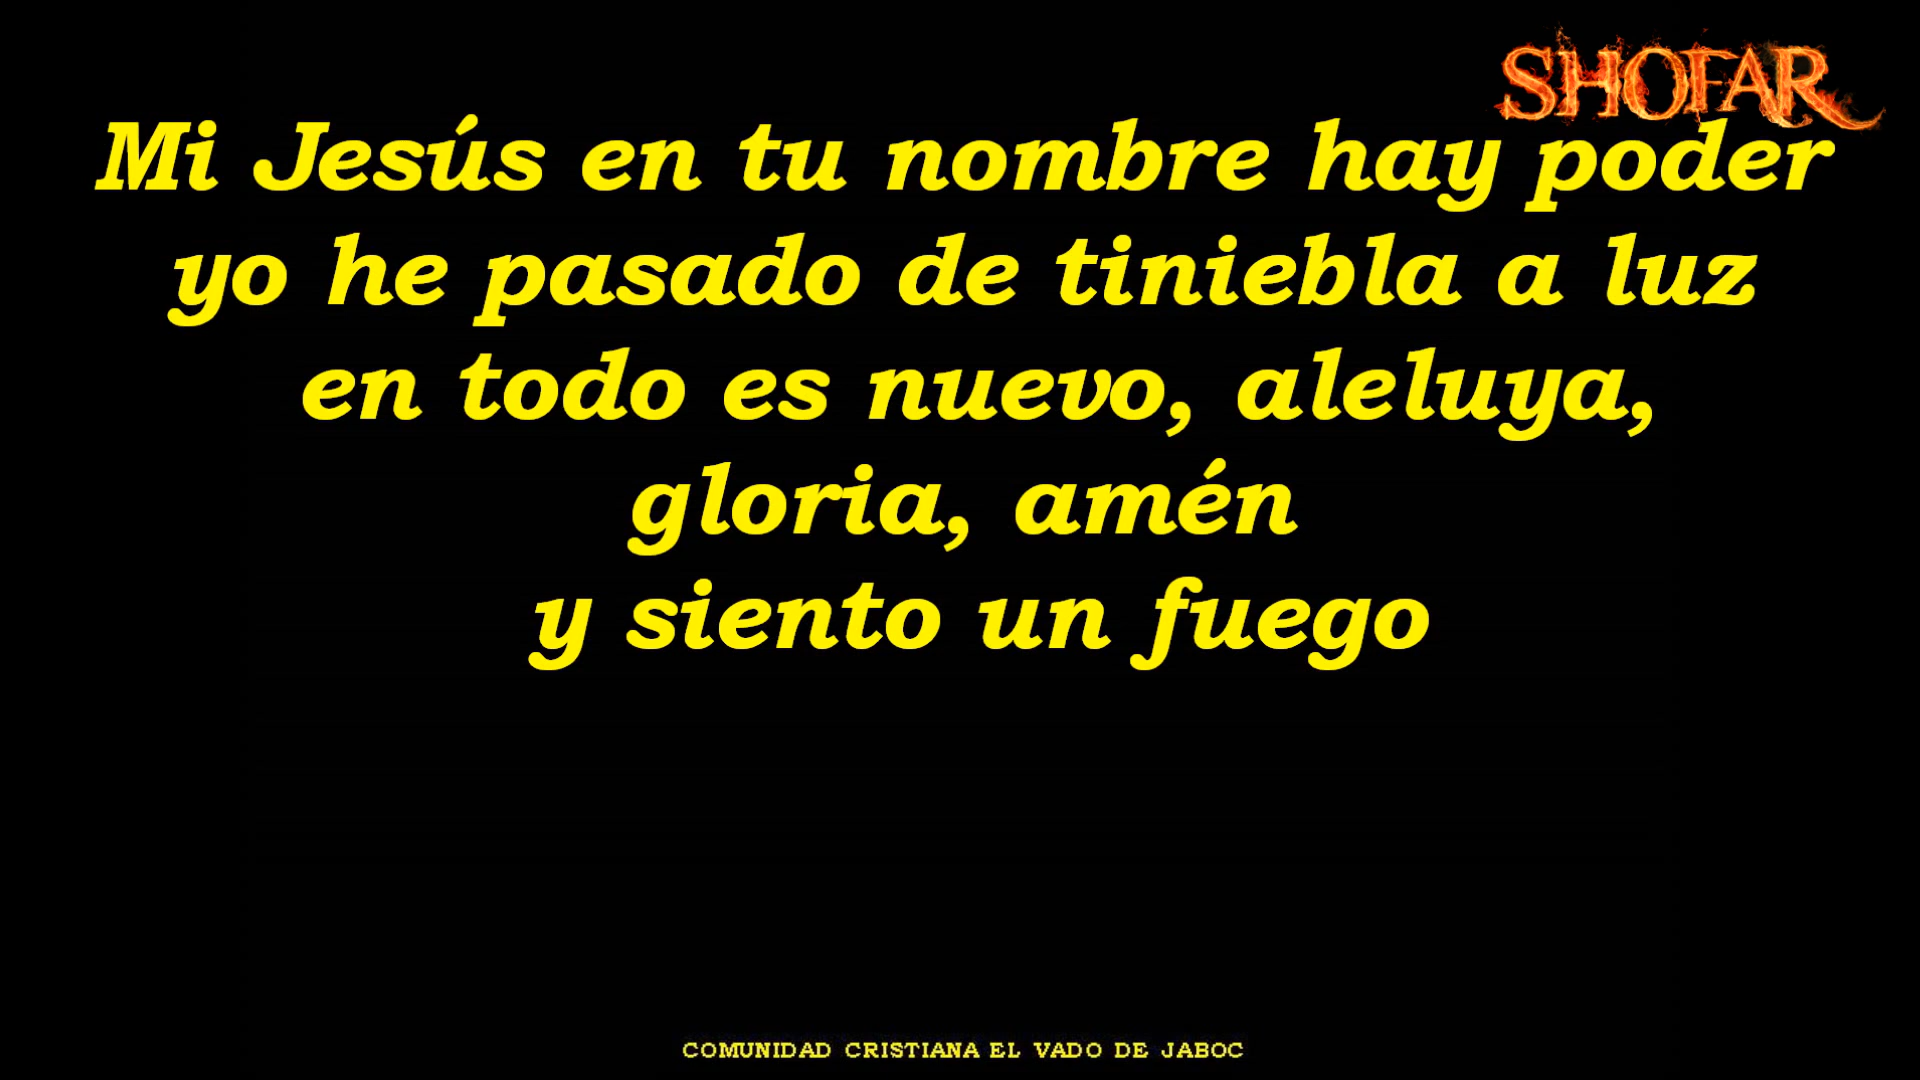 SHOFAR
Mi Jesús en tu nombre hay poder
yo he pasado de tiniebla a luz
en todo es nuevo, aleluya,
gloria, amén
y siento un fuego
COMUNIDAD CRISTIANA EL VADO DE JABOC